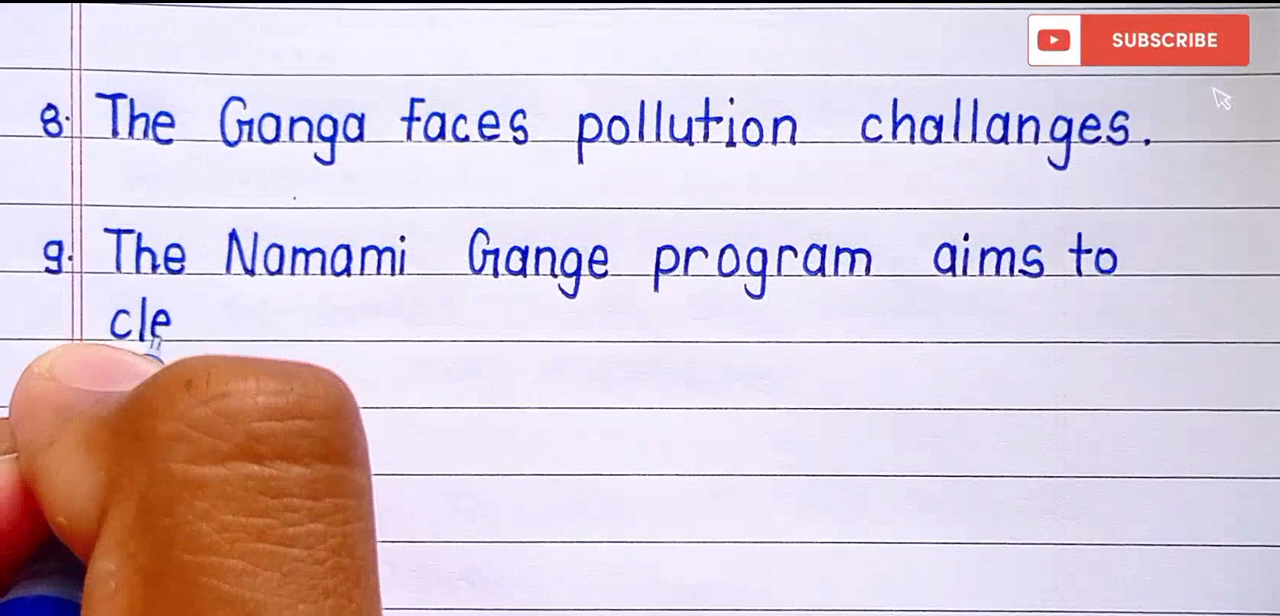 SUBSCRIBE
8. The Ganga faces pollution challanges.
9. The Namami Gange program aims to
cle